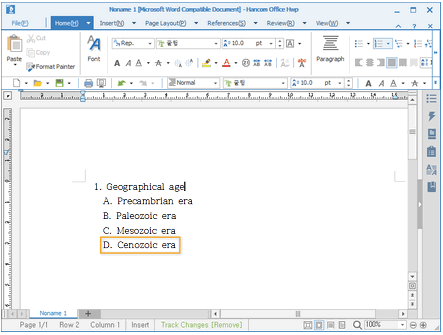 Noname 1 [Microsoft Word Compatible Document] - Hancom Office Hwp
File(F) Home(H) Insert(N) Page Layout(F) References(S) Review(R) View(W)
Paste
Cut
Copy
Format Painter
Font
Rep. 굴림 10.0 pt
Paragraph
Normal Rep. 굴림 10.0 pt
1. Geographical age
A. Precambrian era
B. Paleozoic era
C. Mesozoic era
D. Cenozoic era
Noname 1
Page 1/1 Row 2 Column 1 Insert Track Changes [Remove] 100%